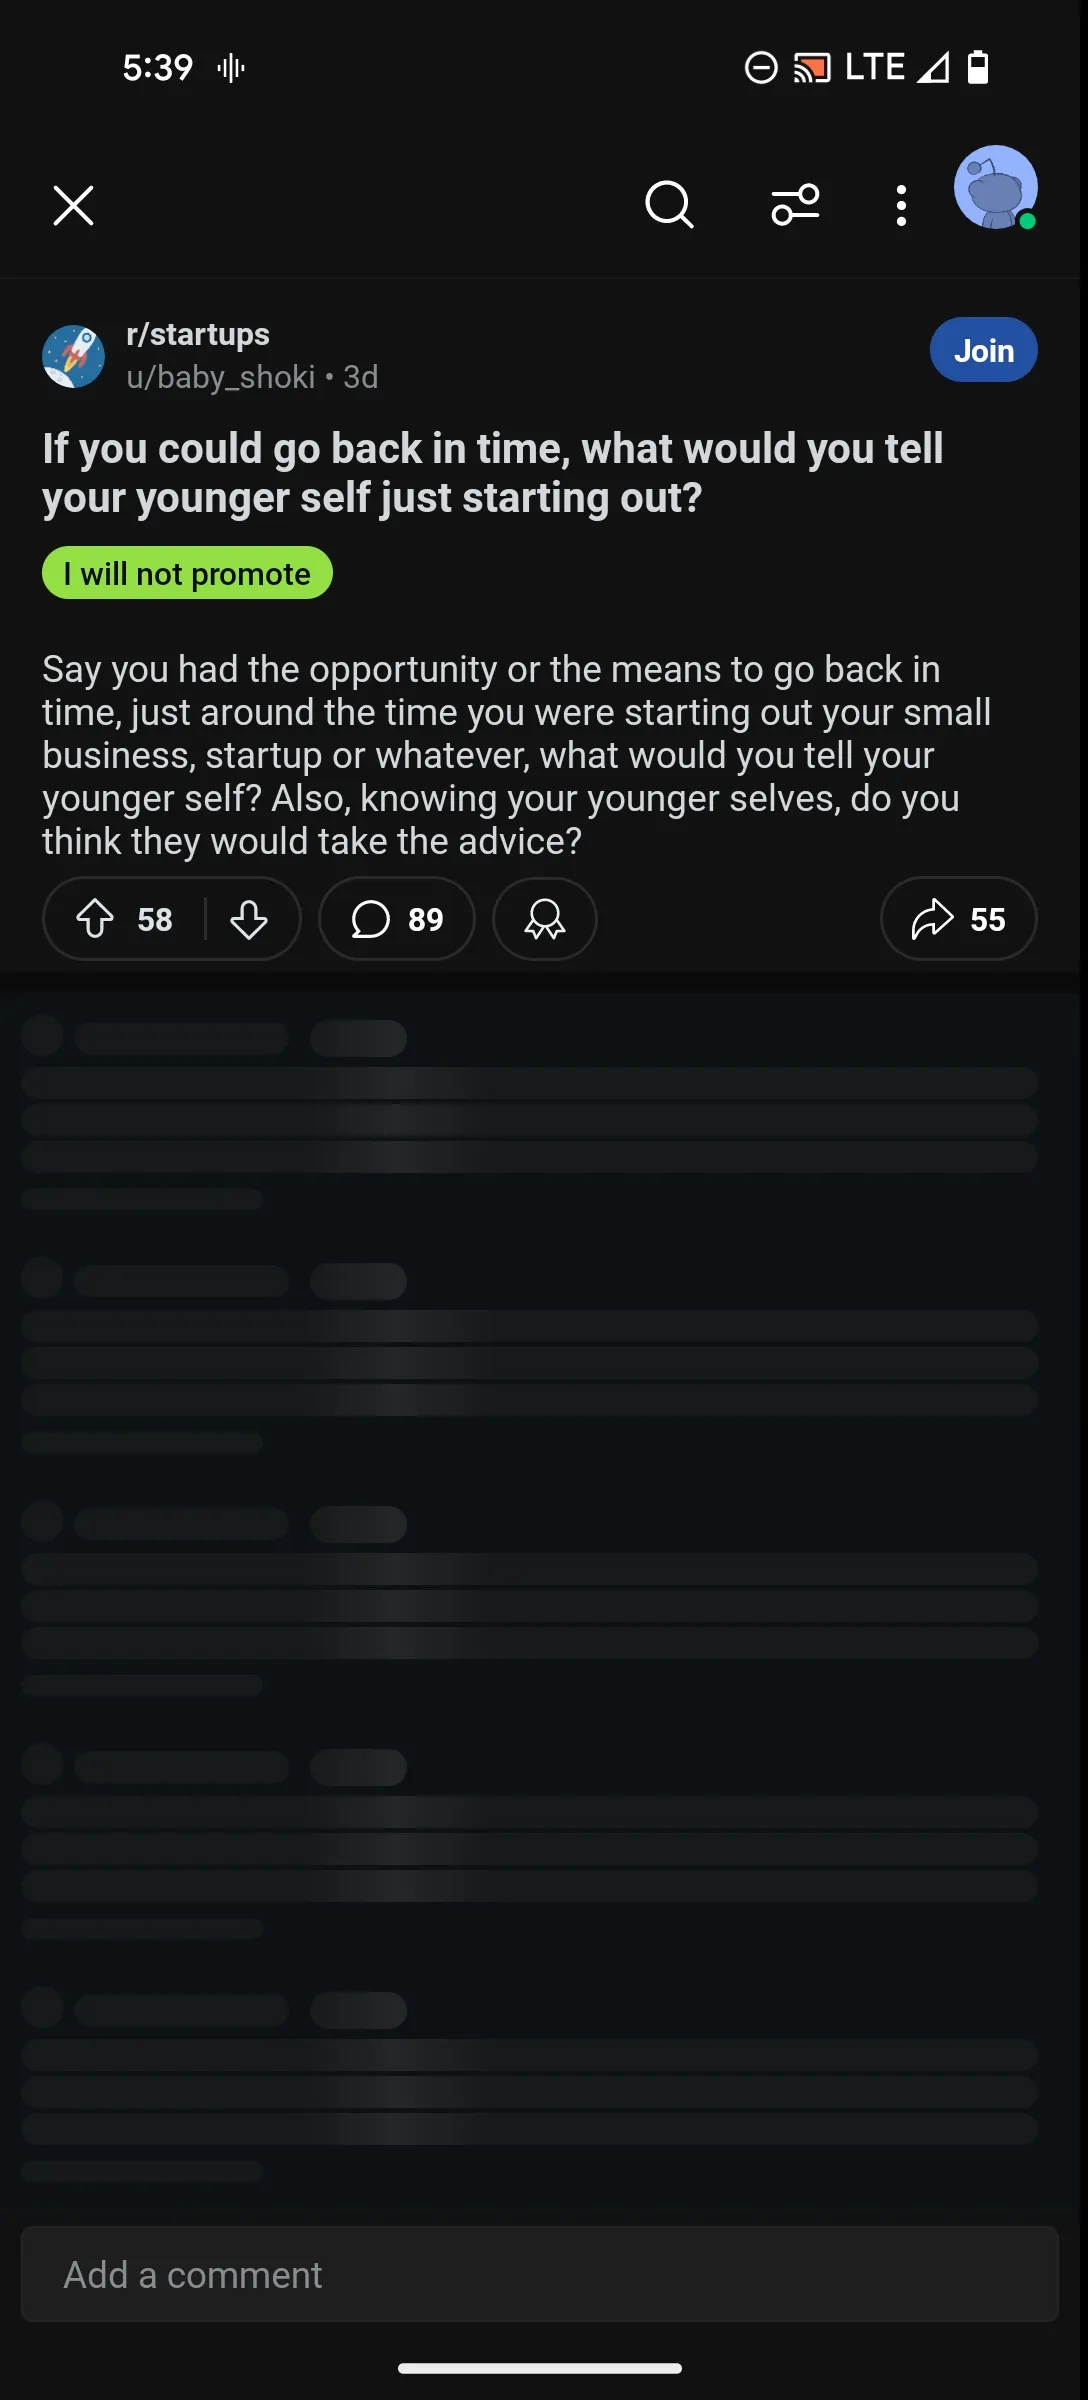 5:39
LTE
r/startups
u/baby_shoki • 3d
Join
If you could go back in time, what would you tell
your younger self just starting out?
I will not promote
Say you had the opportunity or the means to go back in
time, just around the time you were starting out your small
business, startup or whatever, what would you tell your
younger self? Also, knowing your younger selves, do you
think they would take the advice?
58
89
55
Add a comment